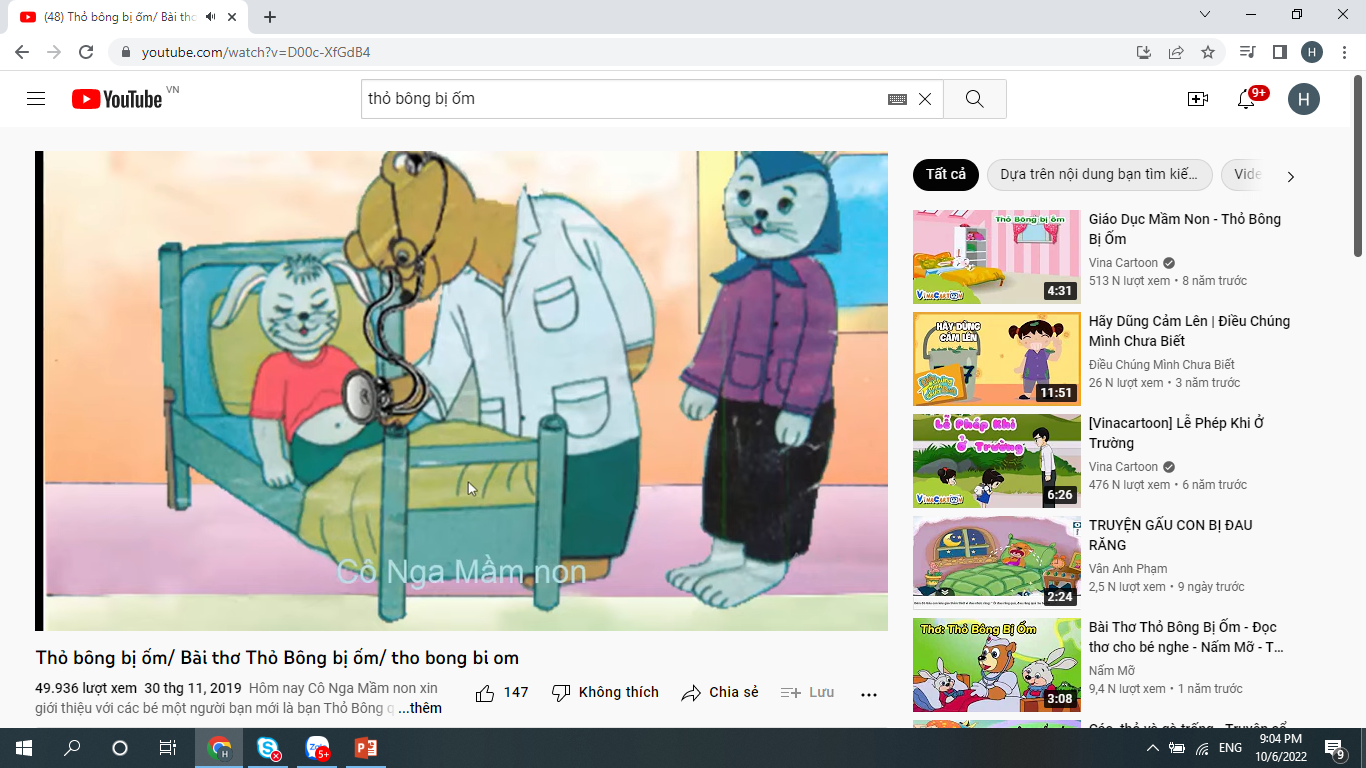 (48) Thỏ bông bị ốm/ Bài thơ
youtube.com/watch?v=D00c-XfGdB4
H
YouTube VN
thỏ bông bị ốm
9+
H
Cô Nga Mầm non
Thỏ bông bị ốm/ Bài thơ Thỏ Bông bị ốm/ tho bong bi om
49.936 lượt xem 30 thg 11, 2019 Hôm nay Cô Nga Mầm non xin
giới thiệu với các bé một người bạn mới là bạn Thỏ Bông q ...thêm
147
Không thích
Chia sẻ
Lưu
Tất cả
Dựa trên nội dung bạn tìm kiế...
Vide
Thỏ Bông bị ốm
VINACARTOON
4:31
Giáo Dục Mầm Non - Thỏ Bông
Bị Ốm
Vina Cartoon
513 N lượt xem • 8 năm trước
HÃY DŨNG
CẢM LÊN
11:51
Hãy Dũng Cảm Lên | Điều Chúng
Mình Chưa Biết
Điều Chúng Mình Chưa Biết
26 N lượt xem • 3 năm trước
Lễ Phép Khi
Ở Trường
VINACARTOON
6:26
[Vinacartoon] Lễ Phép Khi Ở
Trường
Vina Cartoon
476 N lượt xem • 6 năm trước
2:24
TRUYỆN GẤU CON BỊ ĐAU
RĂNG
Vân Anh Phạm
2,5 N lượt xem • 9 ngày trước
Thơ: Thỏ Bông Bị Ốm
3:08
Bài Thơ Thỏ Bông Bị Ốm - Đọc
thơ cho bé nghe - Nấm Mỡ - T...
Nấm Mỡ
9,4 N lượt xem • 1 năm trước
Zalo
5+
ENG
9:04 PM
10/6/2022
9